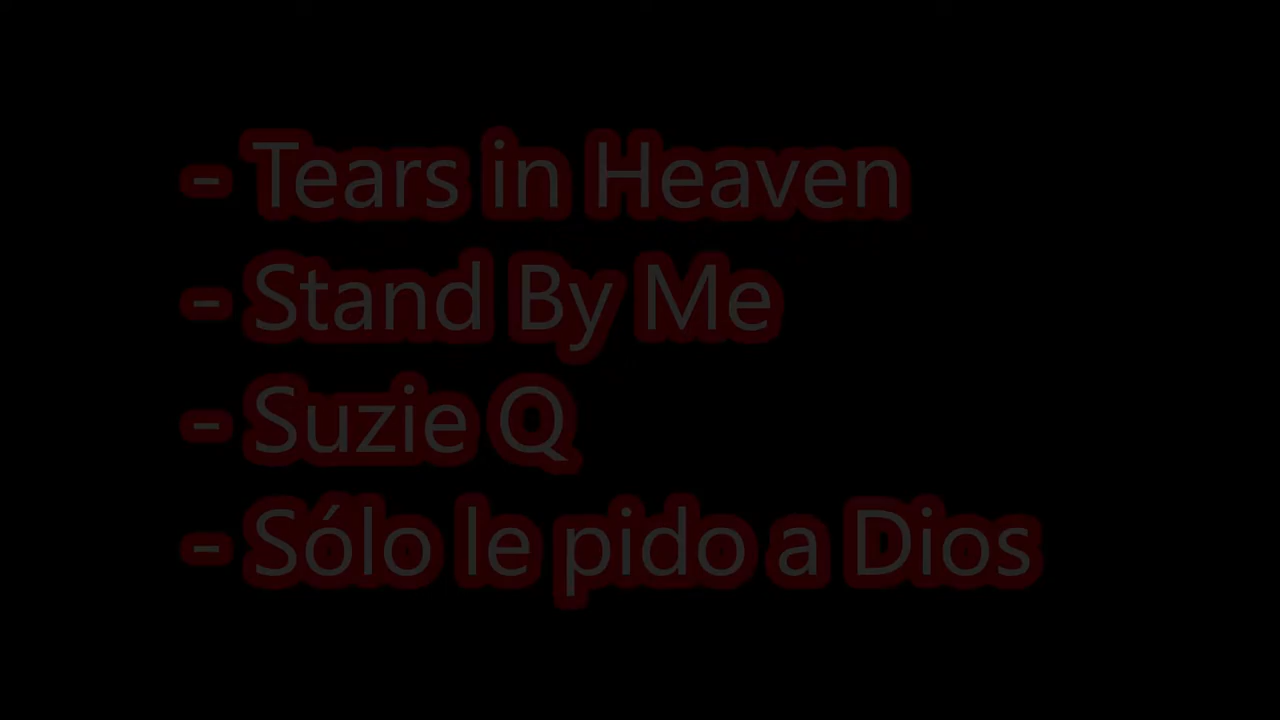 - Tears in Heaven
- Stand By Me
- Suzie Q
- Sólo le pido a Dios